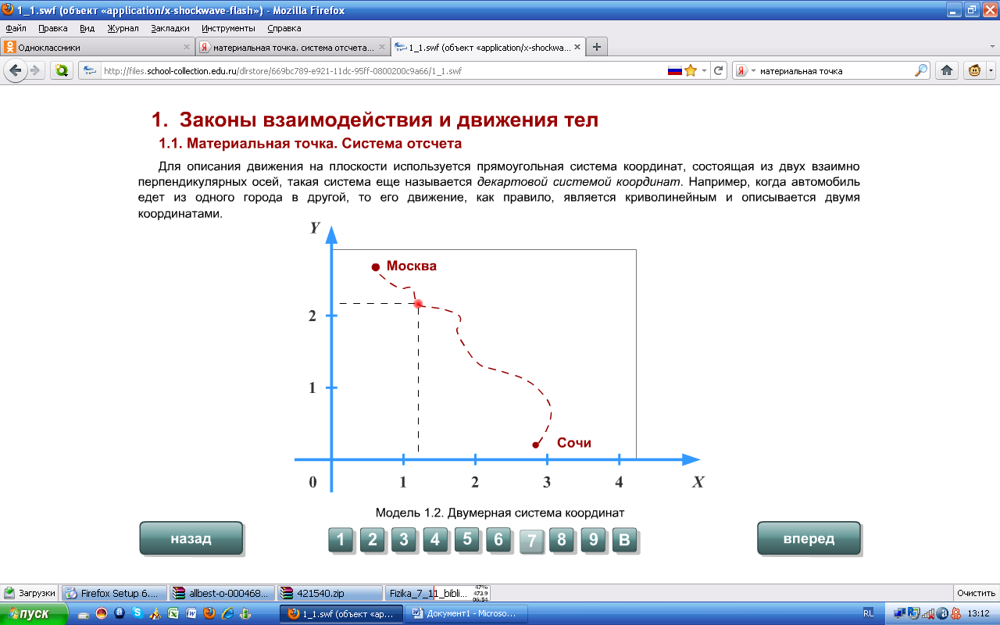 1_1.swf (объект «application/x-shockwave-flash») - Mozilla Firefox
Файл Правка Вид Журнал Закладки Инструменты Справка
Одноклассники
материальная точка. система отсчета...
1_1.swf (объект «application/x-shockwa...
http://files.school-collection.edu.ru/dlrstore/669bc789-e921-11dc-95ff-0800200c9a66/1_1.swf
материальная точка
1. Законы взаимодействия и движения тел
1.1. Материальная точка. Система отсчета
Для описания движения на плоскости используется прямоугольная система координат, состоящая из двух взаимно
перпендикулярных осей, такая система еще называется декартовой системой координат. Например, когда автомобиль
едет из одного города в другой, то его движение, как правило, является криволинейным и описывается двумя
координатами.
Y
Москва
2
1
Сочи
0 1 2 3 4 X
Модель 1.2. Двумерная система координат
назад 1 2 3 4 5 6 7 8 9 В вперед
Загрузки Firefox Setup 6.... allbest-o-000468... 421540.zip Fizika_7_11_bibli... 47% 473.9 06:54 Очистить
пуск 1_1.swf (объект «ap... Документ1 - Microso... RL 13:12